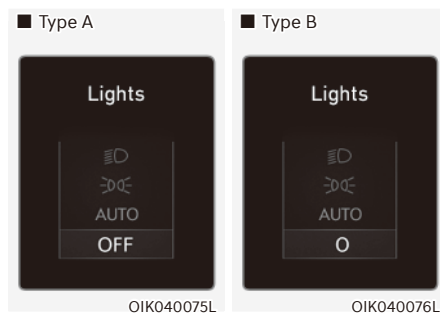 ■ Type A
Lights
AUTO
OFF
OIK040075L
■ Type B
Lights
AUTO
O
OIK040076L